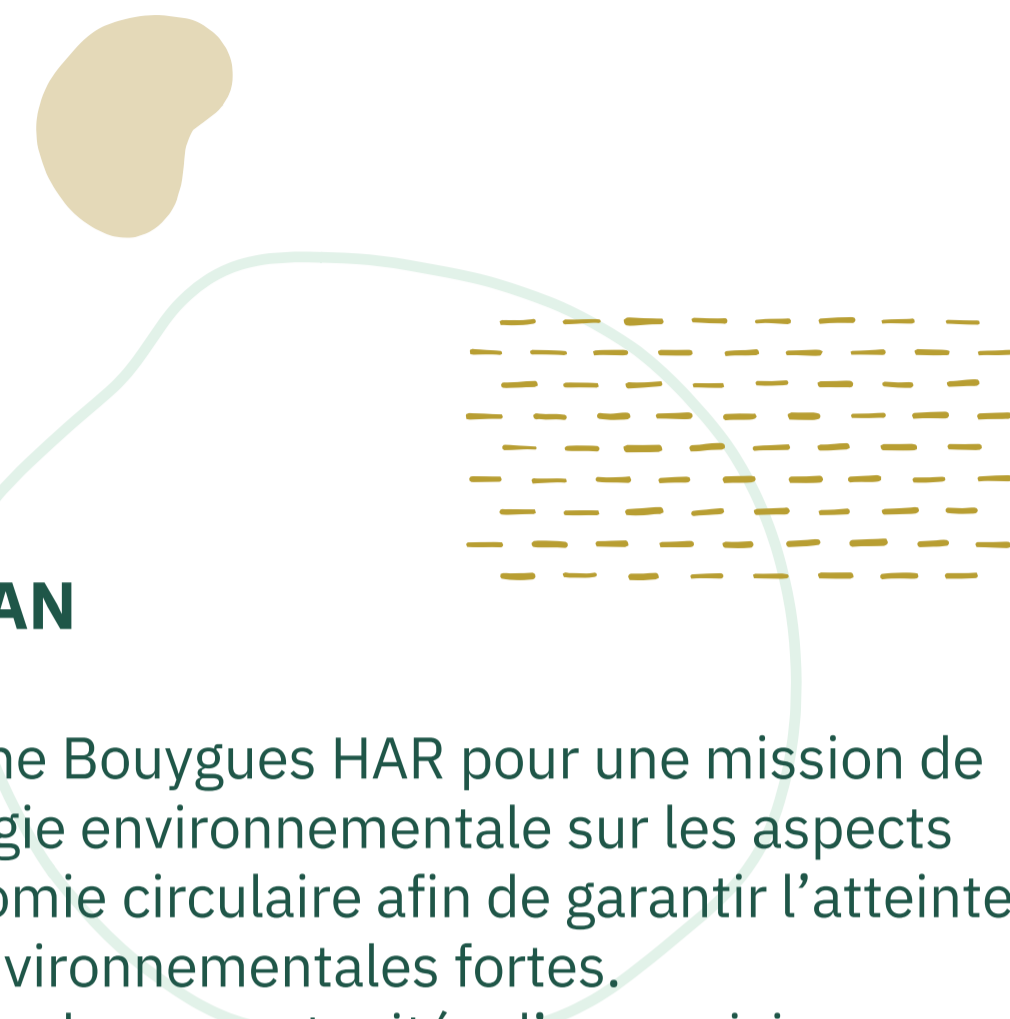 AN
ne Bouygues HAR pour une mission de
gie environnementale sur les aspects
omie circulaire afin de garantir l’atteinte
vironnementales fortes.